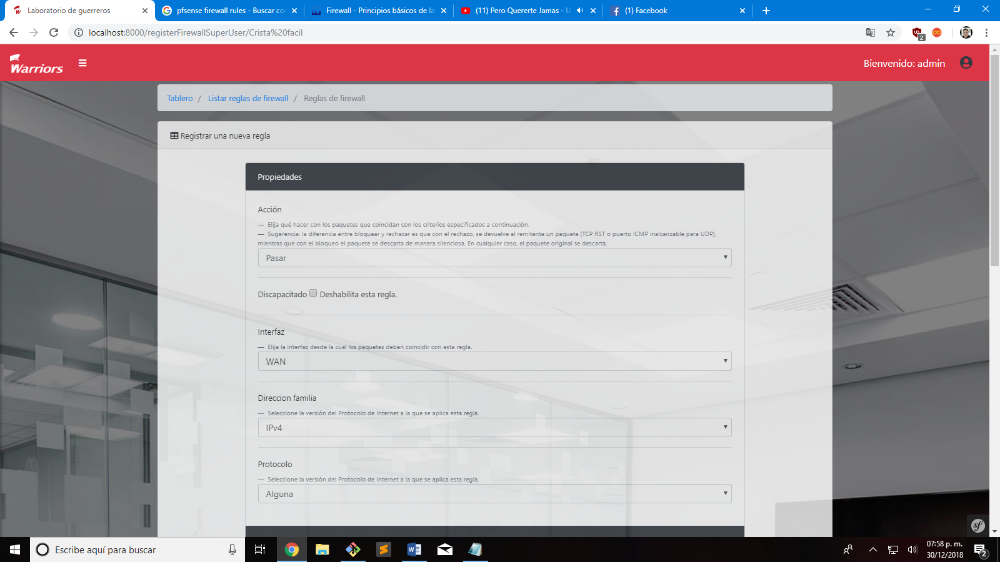 Laboratorio de guerreros
pfsense firewall rules - Buscar co
Firewall - Principios básicos de la
(11) Pero Quererte Jamas - U
(1) Facebook
localhost:8000/registerFirewallSuperUser/Crista%20facil
2
Warriors
Bienvenido: admin
Tablero / Listar reglas de firewall / Reglas de firewall
Registrar una nueva regla
Propiedades
Acción
— Elija qué hacer con los paquetes que coincidan con los criterios especificados a continuación.
— Sugerencia: la diferencia entre bloquear y rechazar es que con el rechazo, se devuelve al remitente un paquete (TCP RST o puerto ICMP inalcanzable para UDP),
mientras que con el bloqueo el paquete se descarta de manera silenciosa. En cualquier caso, el paquete original se descarta.
Pasar
Discapacitado Deshabilita esta regla.
Interfaz
— Elija la interfaz desde la cual los paquetes deben coincidir con esta regla.
WAN
Direccion familia
— Seleccione la versión del Protocolo de Internet a la que se aplica esta regla.
IPv4
Protocolo
— Seleccione la versión del Protocolo de Internet a la que se aplica esta regla.
Alguna
sf
Escribe aquí para buscar
07:58 p. m.
30/12/2018
2